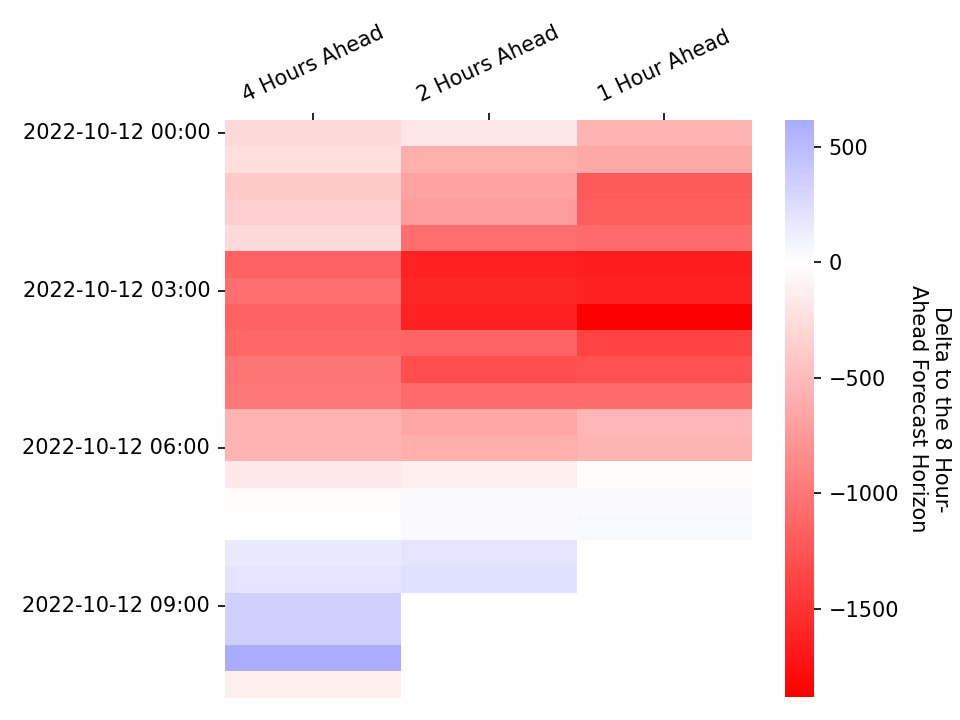 4 Hours Ahead
2 Hours Ahead
1 Hour Ahead
2022-10-12 00:00
2022-10-12 03:00
2022-10-12 06:00
2022-10-12 09:00
500
0
−500
−1000
−1500
Delta to the 8 Hour-
Ahead Forecast Horizon